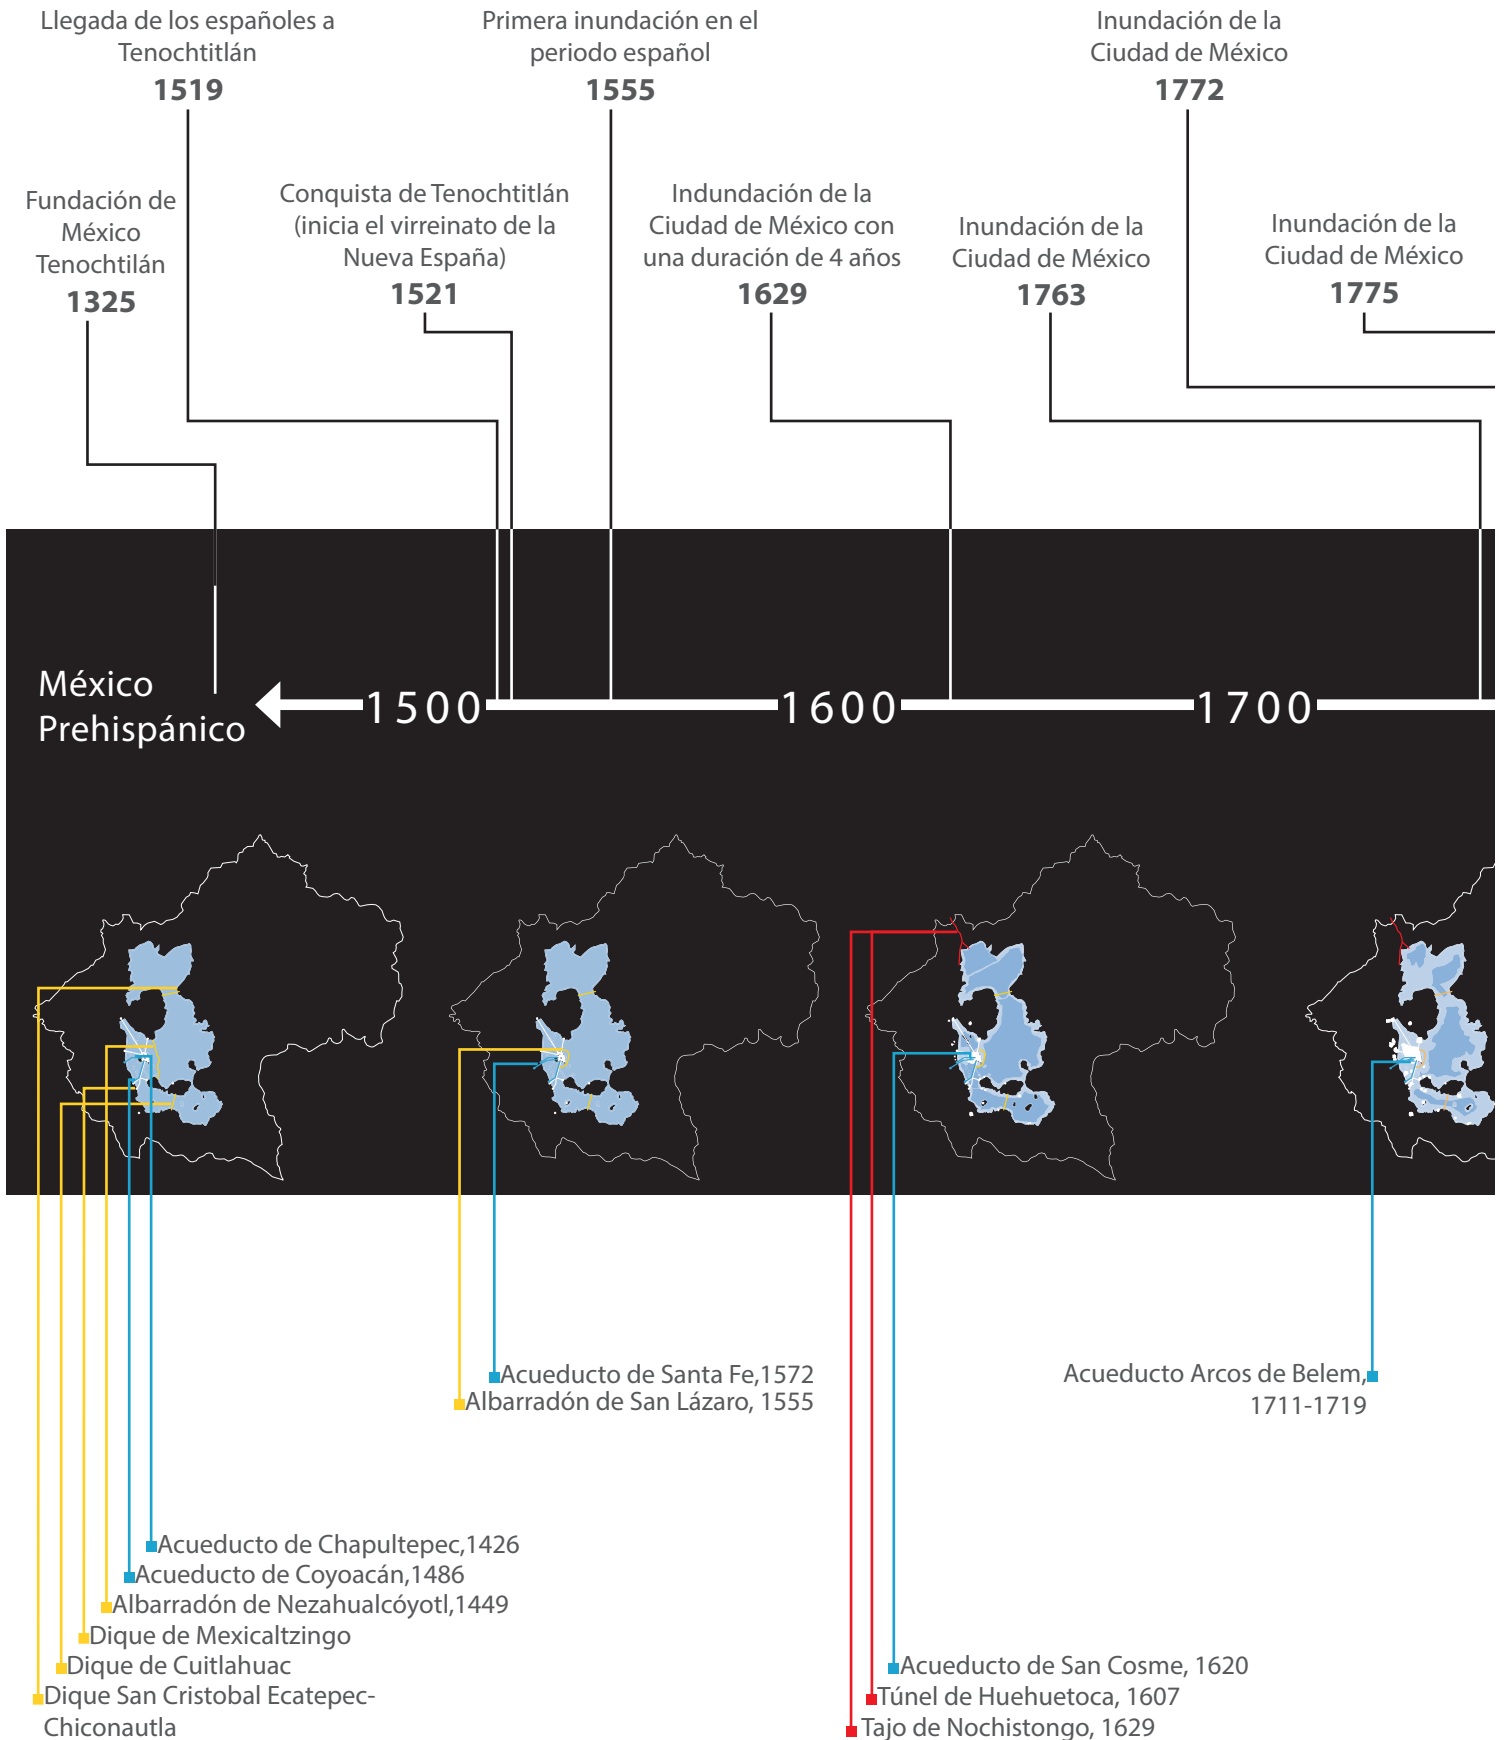 Llegada de los españoles a
Tenochtitlán
1519
Primera inundación en el
periodo español
1555
Inundación de la
Ciudad de México
1772
Fundación de
México
Tenochtilán
1325
Conquista de Tenochtitlán
(inicia el virreinato de la
Nueva España)
1521
Indundación de la
Ciudad de México con
una duración de 4 años
1629
Inundación de la
Ciudad de México
1763
Inundación de la
Ciudad de México
1775
México
Prehispánico
1500
1600
1700
Acueducto de Santa Fe,1572
Albarradón de San Lázaro, 1555
Acueducto Arcos de Belem,
1711-1719
Acueducto de Chapultepec,1426
Acueducto de Coyoacán,1486
Albarradón de Nezahualcóyotl,1449
Dique de Mexicaltzingo
Dique de Cuitlahuac
Dique San Cristobal Ecatepec-
Chiconautla
Acueducto de San Cosme, 1620
Túnel de Huehuetoca, 1607
Tajo de Nochistongo, 1629